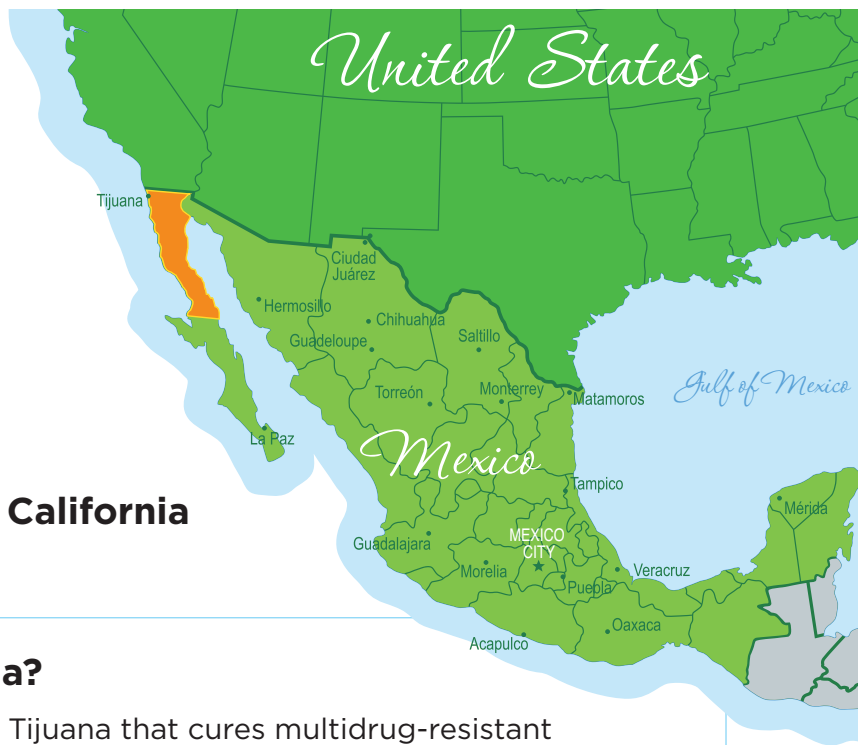 United States
Tijuana
Ciudad
Juárez
Hermosillo
Chihuahua
Guadeloupe
Saltillo
Torreón
Monterrey
Matamoros
Gulf of Mexico
La Paz
Mexico
Tampico
California
Mérida
Guadalajara
MEXICO
CITY
Morelia
Veracruz
Puebla
Oaxaca
Acapulco
a?
Tijuana that cures multidrug-resistant